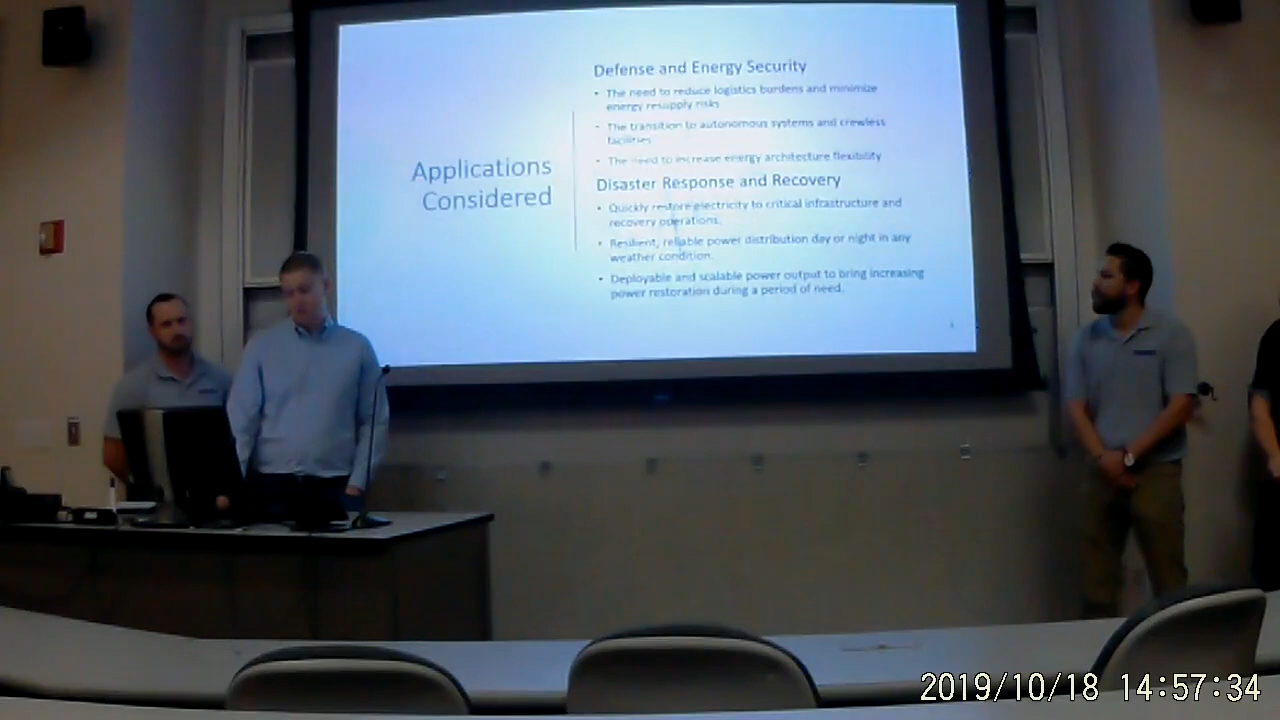 Applications
Considered
Defense and Energy Security
• The need to reduce logistics burdens and minimize
energy resupply risks
• The transition to autonomous systems and crewless
facilities
• The need to increase energy architecture flexibility
Disaster Response and Recovery
• Quickly restore electricity to critical infrastructure and
recovery operations.
• Resilient, reliable power distribution day or night in any
weather condition.
• Deployable and scalable power output to bring increasing
power restoration during a period of need.
2019/10/18 14:57:34